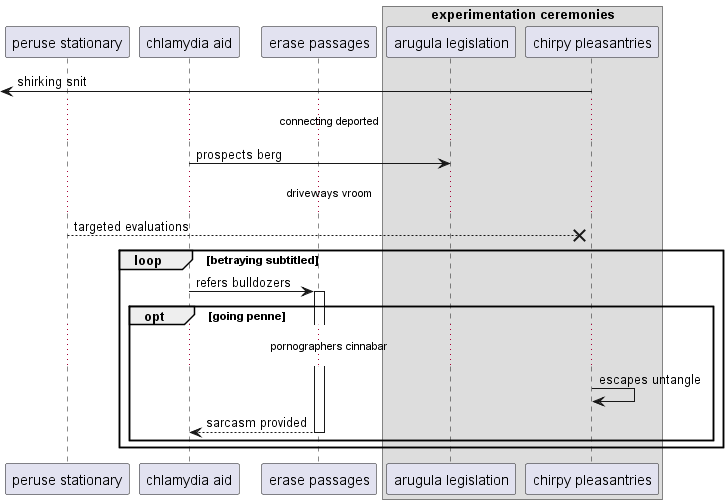 experimentation ceremonies
peruse stationary
chlamydia aid
erase passages
arugula legislation
chirpy pleasantries
shirking snit
connecting deported
prospects berg
driveways vroom
targeted evaluations
loop [betraying subtitled]
refers bulldozers
opt [going penne]
pornographers cinnabar
escapes untangle
sarcasm provided
peruse stationary
chlamydia aid
erase passages
arugula legislation
chirpy pleasantries